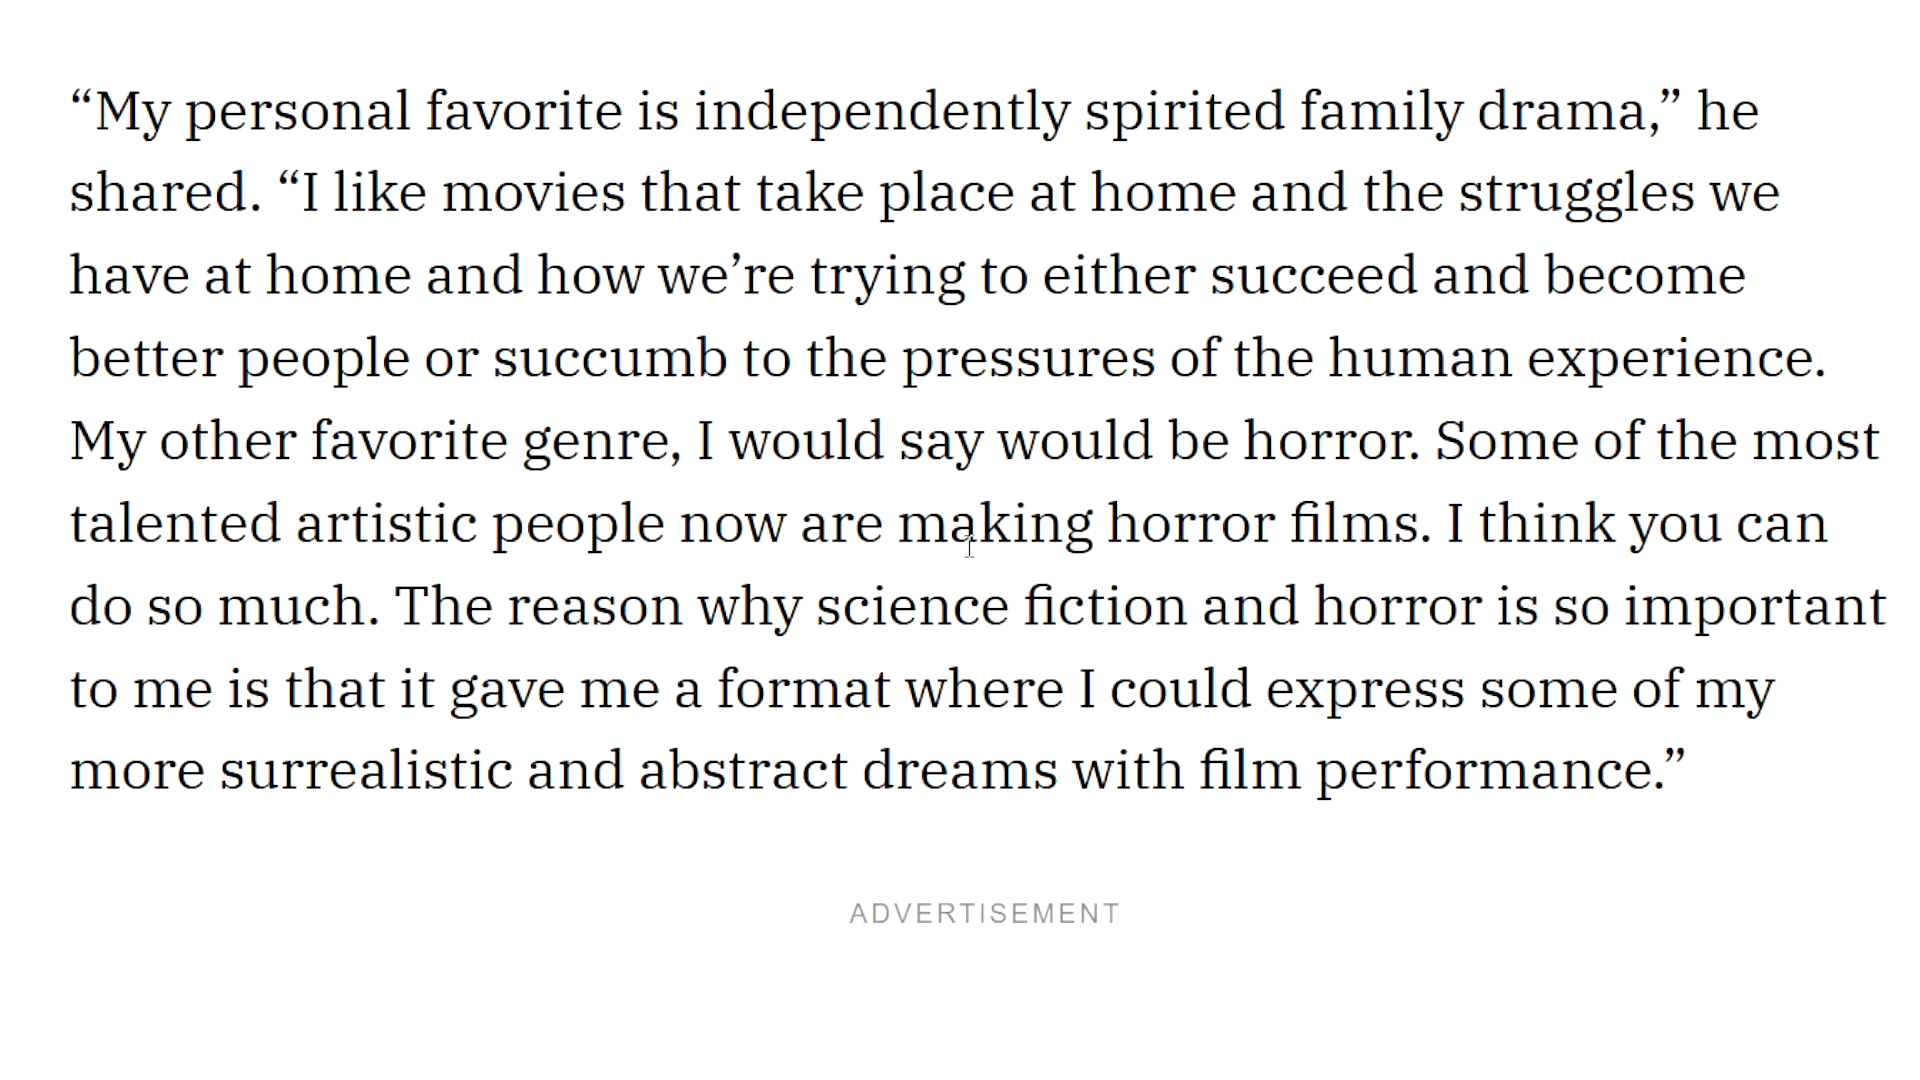 “My personal favorite is independently spirited family drama,” he
shared. “I like movies that take place at home and the struggles we
have at home and how we’re trying to either succeed and become
better people or succumb to the pressures of the human experience.
My other favorite genre, I would say would be horror. Some of the most
talented artistic people now are making horror films. I think you can
do so much. The reason why science fiction and horror is so important
to me is that it gave me a format where I could express some of my
more surrealistic and abstract dreams with film performance.”
ADVERTISEMENT